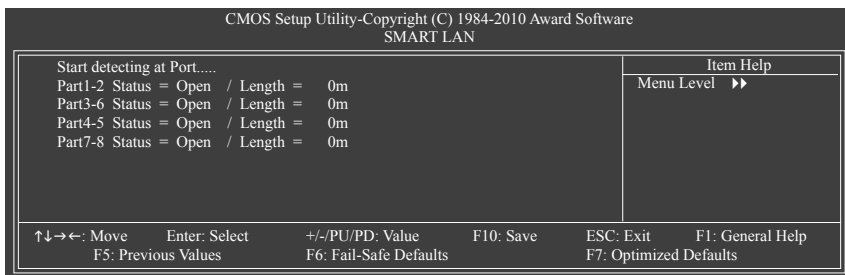 CMOS Setup Utility-Copyright (C) 1984-2010 Award Software
SMART LAN
Start detecting at Port.....
Part1-2 Status = Open / Length = 0m
Part3-6 Status = Open / Length = 0m
Part4-5 Status = Open / Length = 0m
Part7-8 Status = Open / Length = 0m
Item Help
Menu Level ▶▶
↑↓→←: Move Enter: Select +/-/PU/PD: Value F10: Save ESC: Exit F1: General Help
F5: Previous Values F6: Fail-Safe Defaults F7: Optimized Defaults